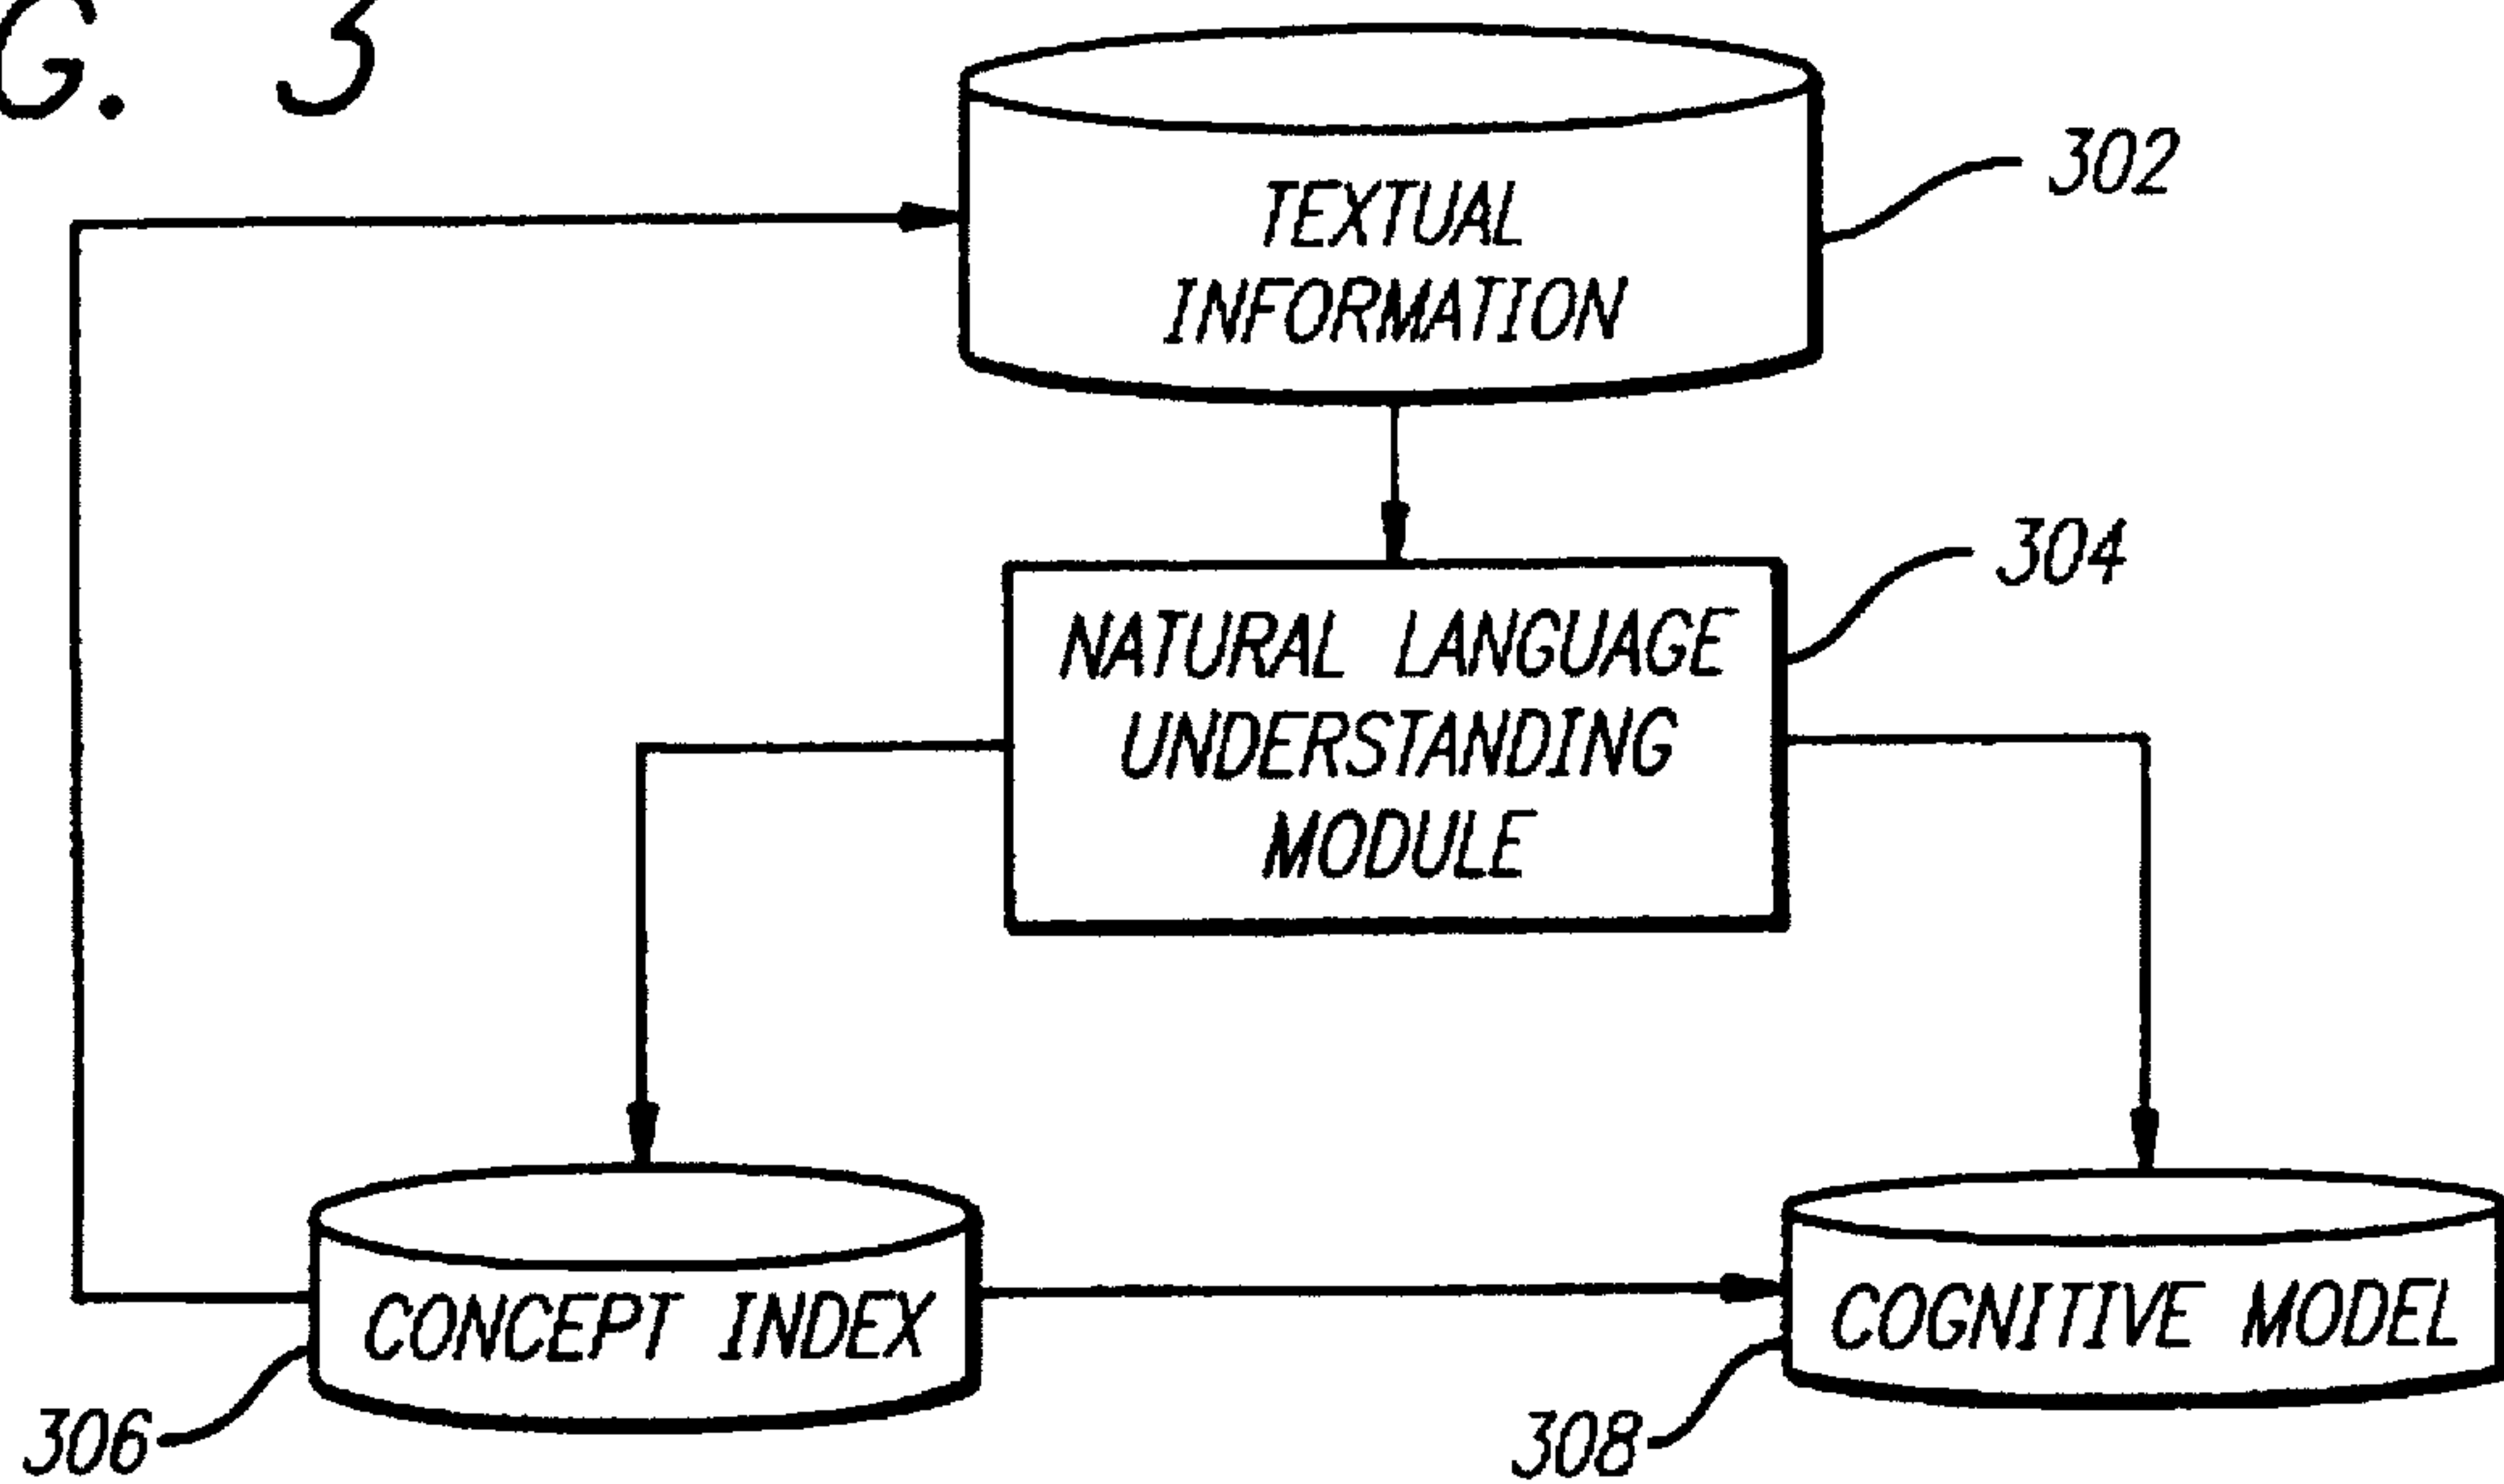 G. 3
TEXTUAL
INFORMATION
302
NATURAL LANGUAGE
UNDERSTANDING
MODULE
304
CONCEPT INDEX
306
COGNITIVE MODEL
308